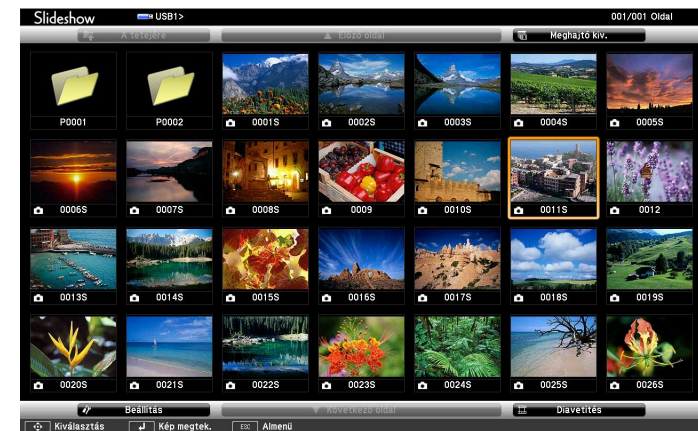 Slideshow USB1> 001/001 Oldal
A tetejére Előző oldal Meghajtó kiv.
P0001 P0002 0001S 0002S 0003S 0004S 0005S
0006S 0007S 0008S 0009 0010S 0011S 0012
0013S 0014S 0015S 0016S 0017S 0018S 0019S
0020S 0021S 0022S 0023S 0024S 0025S 0026S
Beállítás Következő oldal Diavetítés
Kiválasztás Kép megtek. ESC Almenü